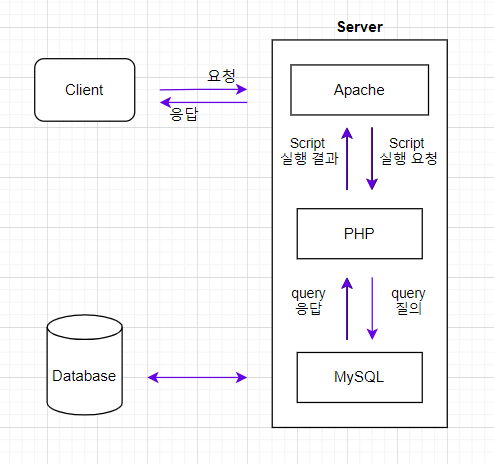 Server
Client
요청
응답
Apache
Script
실행 결과
Script
실행 요청
PHP
query
응답
query
질의
Database
MySQL